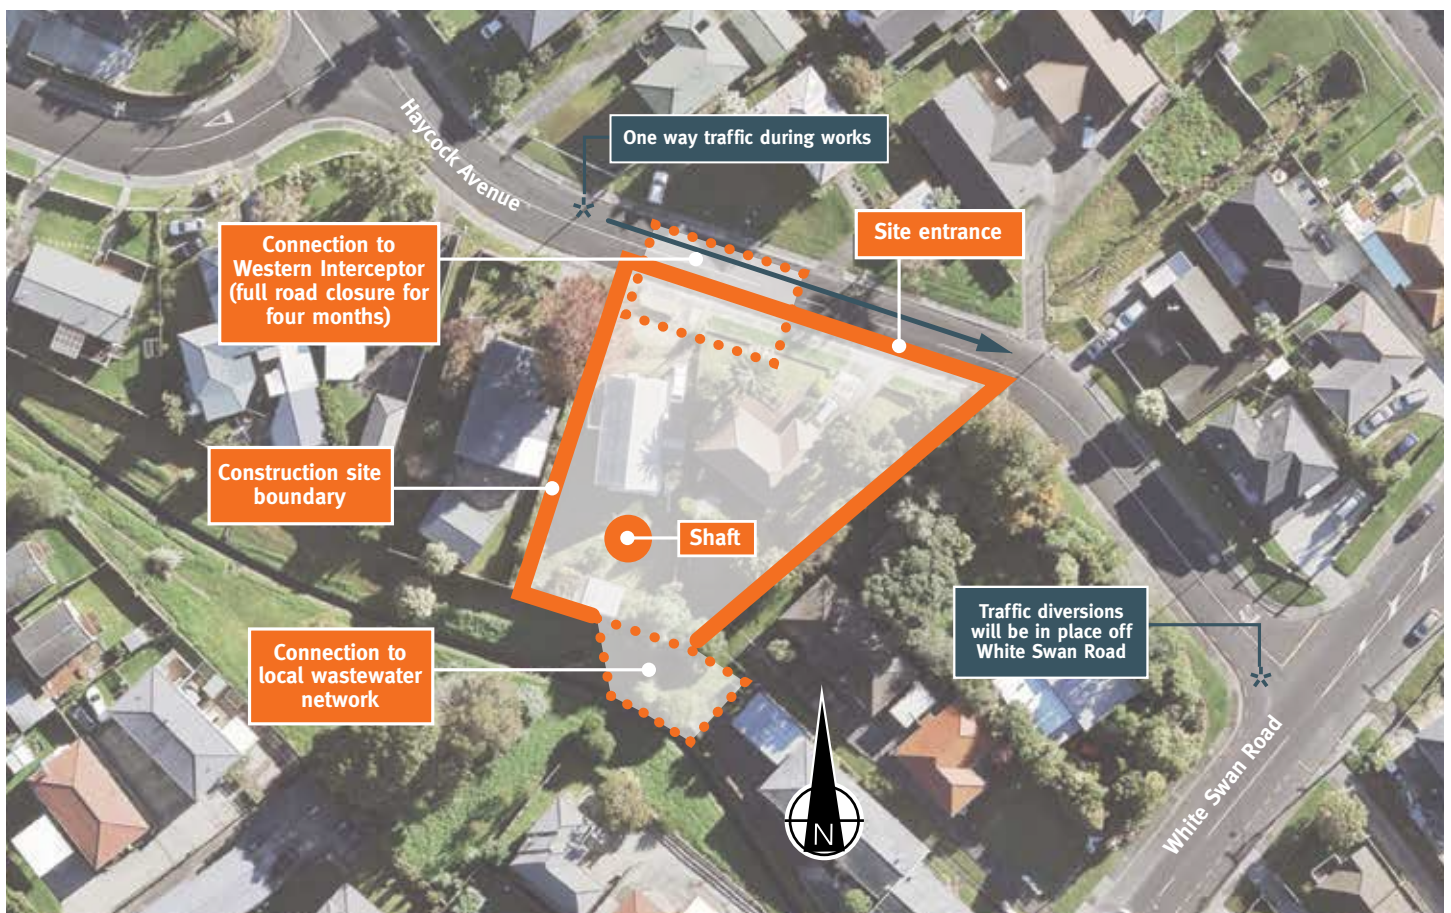 Haycock Avenue
One way traffic during works
Connection to
Western Interceptor
(full road closure for
four months)
Site entrance
Construction site
boundary
Shaft
Traffic diversions
will be in place off
White Swan Road
Connection to
local wastewater
network
White Swan Road
N